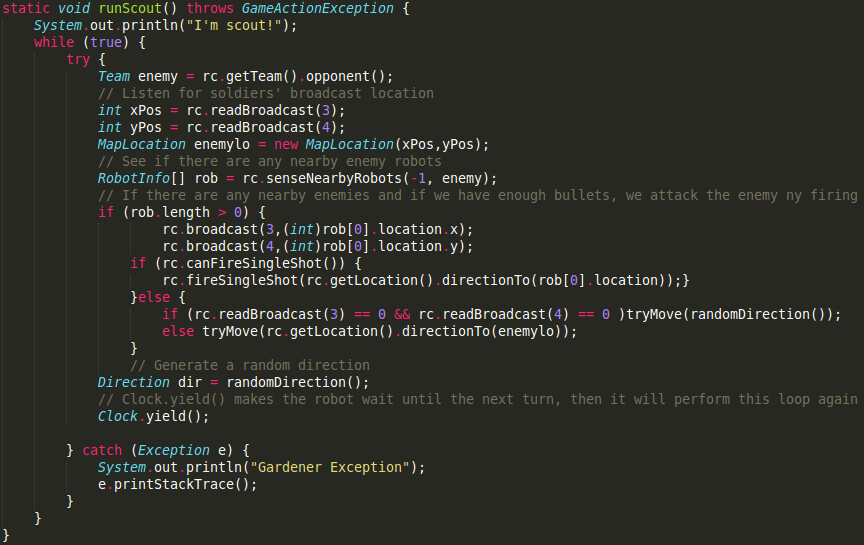 static void runScout() throws GameActionException {
    System.out.println("I'm scout!");
    while (true) {
        try {
            Team enemy = rc.getTeam().opponent();
            // Listen for soldiers' broadcast location
            int xPos = rc.readBroadcast(3);
            int yPos = rc.readBroadcast(4);
            MapLocation enemylo = new MapLocation(xPos,yPos);
            // See if there are any nearby enemy robots
            RobotInfo[] rob = rc.senseNearbyRobots(-1, enemy);
            // If there are any nearby enemies and if we have enough bullets, we attack the enemy ny firing
            if (rob.length > 0) {
                    rc.broadcast(3,(int)rob[0].location.x);
                    rc.broadcast(4,(int)rob[0].location.y);
                if (rc.canFireSingleShot()) {
                    rc.fireSingleShot(rc.getLocation().directionTo(rob[0].location));}
                }else {
                    if (rc.readBroadcast(3) == 0 && rc.readBroadcast(4) == 0 )tryMove(randomDirection());
                    else tryMove(rc.getLocation().directionTo(enemylo));
                }
                // Generate a random direction
            Direction dir = randomDirection();
            // Clock.yield() makes the robot wait until the next turn, then it will perform this loop again
            Clock.yield();

        } catch (Exception e) {
            System.out.println("Gardener Exception");
            e.printStackTrace();
        }
    }
}